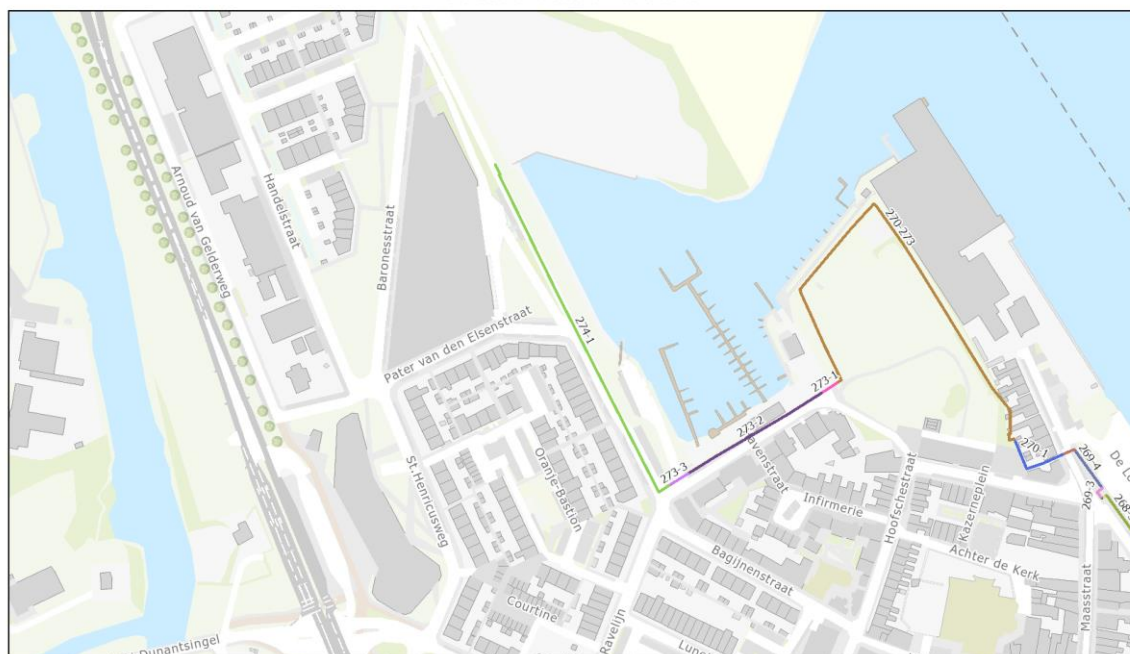 Arnoud van Gelderweg
Handelstraat
Baronesstraat
Pater van den Elsenstraat
274-1
270-273
273-1
273-2
273-3
270-1
269-4
269-3
St.Henricusweg
Oranje-Bastion
Infirmerie
Hoofschestraat
Kazerneplein
Bagijnenstraat
Achter de Kerk
Maasstraat
Courtine
Ravelijn
Dunantsingel